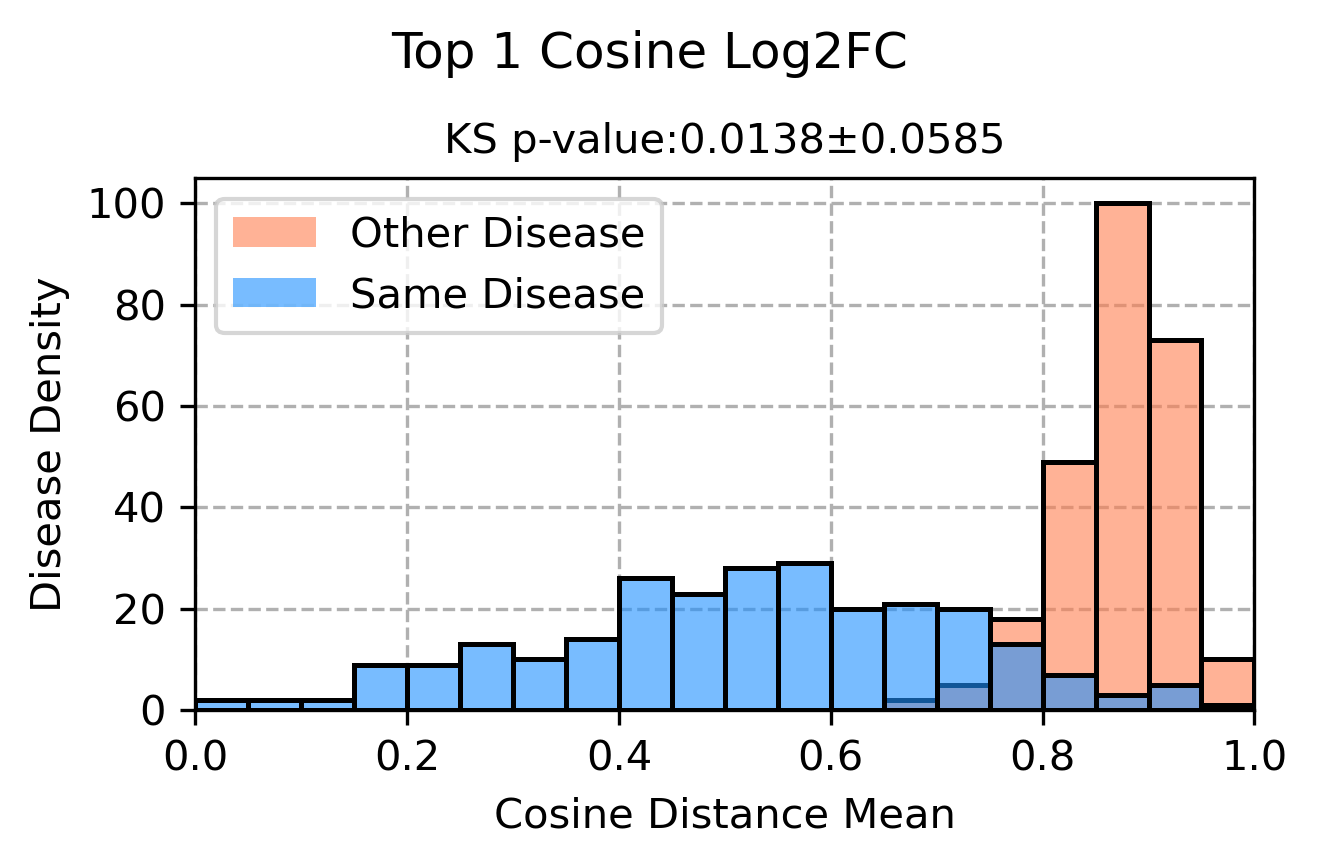 Top 1 Cosine Log2FC
KS p-value:0.0138±0.0585
Disease Density
100
80
60
40
20
0
Other Disease
Same Disease
0.0 0.2 0.4 0.6 0.8 1.0
Cosine Distance Mean